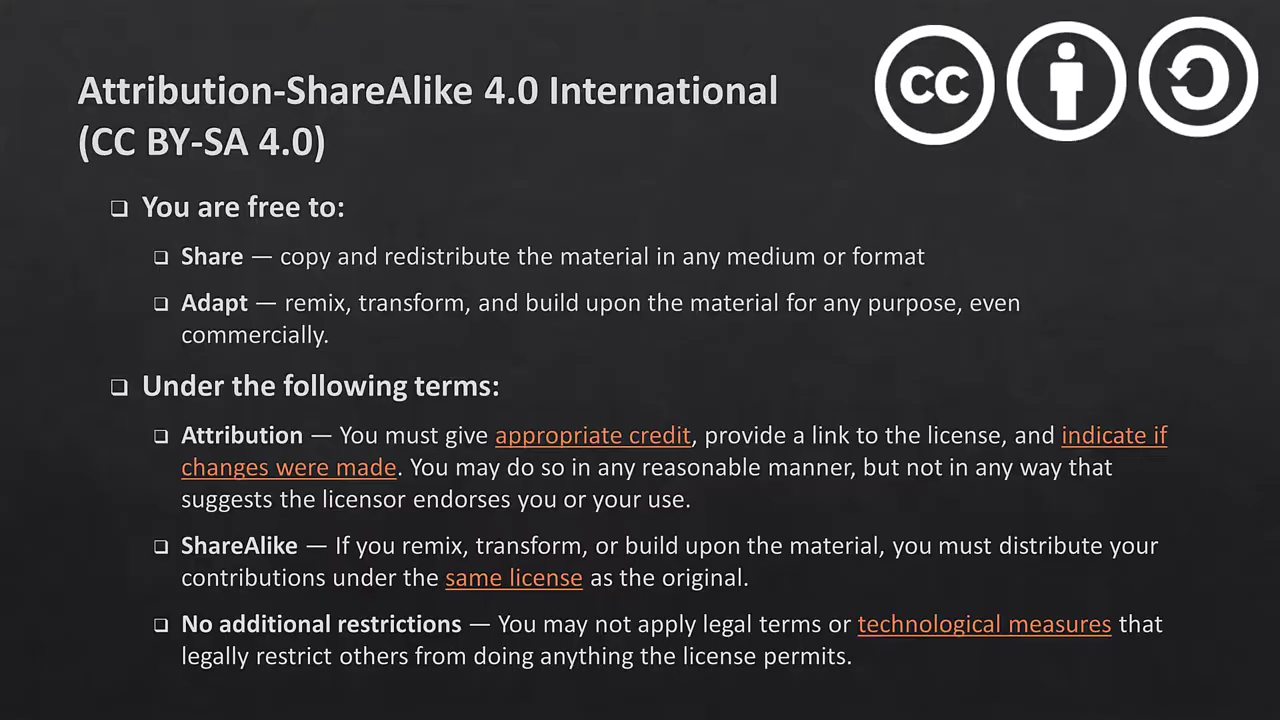 Attribution-ShareAlike 4.0 International
(CC BY-SA 4.0)
cc
You are free to:
Share — copy and redistribute the material in any medium or format
Adapt — remix, transform, and build upon the material for any purpose, even
commercially.
Under the following terms:
Attribution — You must give appropriate credit, provide a link to the license, and indicate if
changes were made. You may do so in any reasonable manner, but not in any way that
suggests the licensor endorses you or your use.
ShareAlike — If you remix, transform, or build upon the material, you must distribute your
contributions under the same license as the original.
No additional restrictions — You may not apply legal terms or technological measures that
legally restrict others from doing anything the license permits.